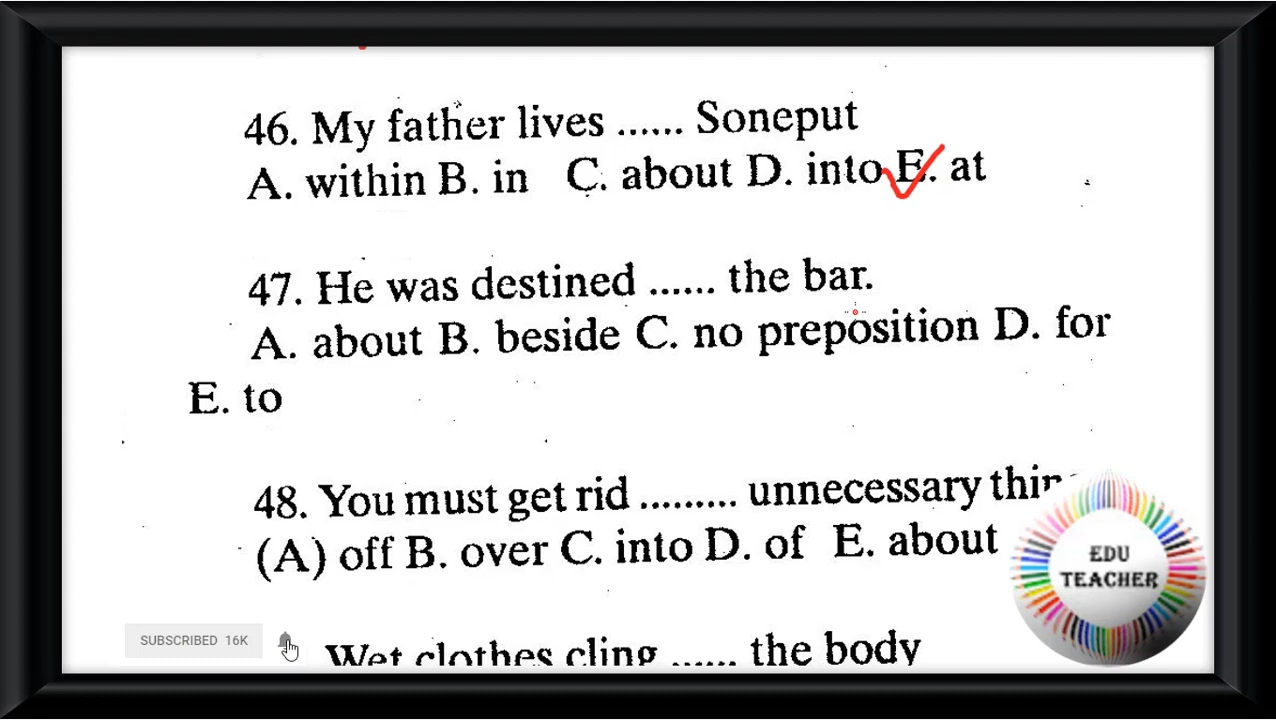 46. My father lives ...... Soneput
A. within B. in C. about D. into E. at
47. He was destined ...... the bar.
A. about B. beside C. no preposition D. for
E. to
48. You must get rid ......... unnecessary
(A) off B. over C. into D. of E. about
EDU
TEACHER
SUBSCRIBED 16K
Wet clothes cling ...... the body